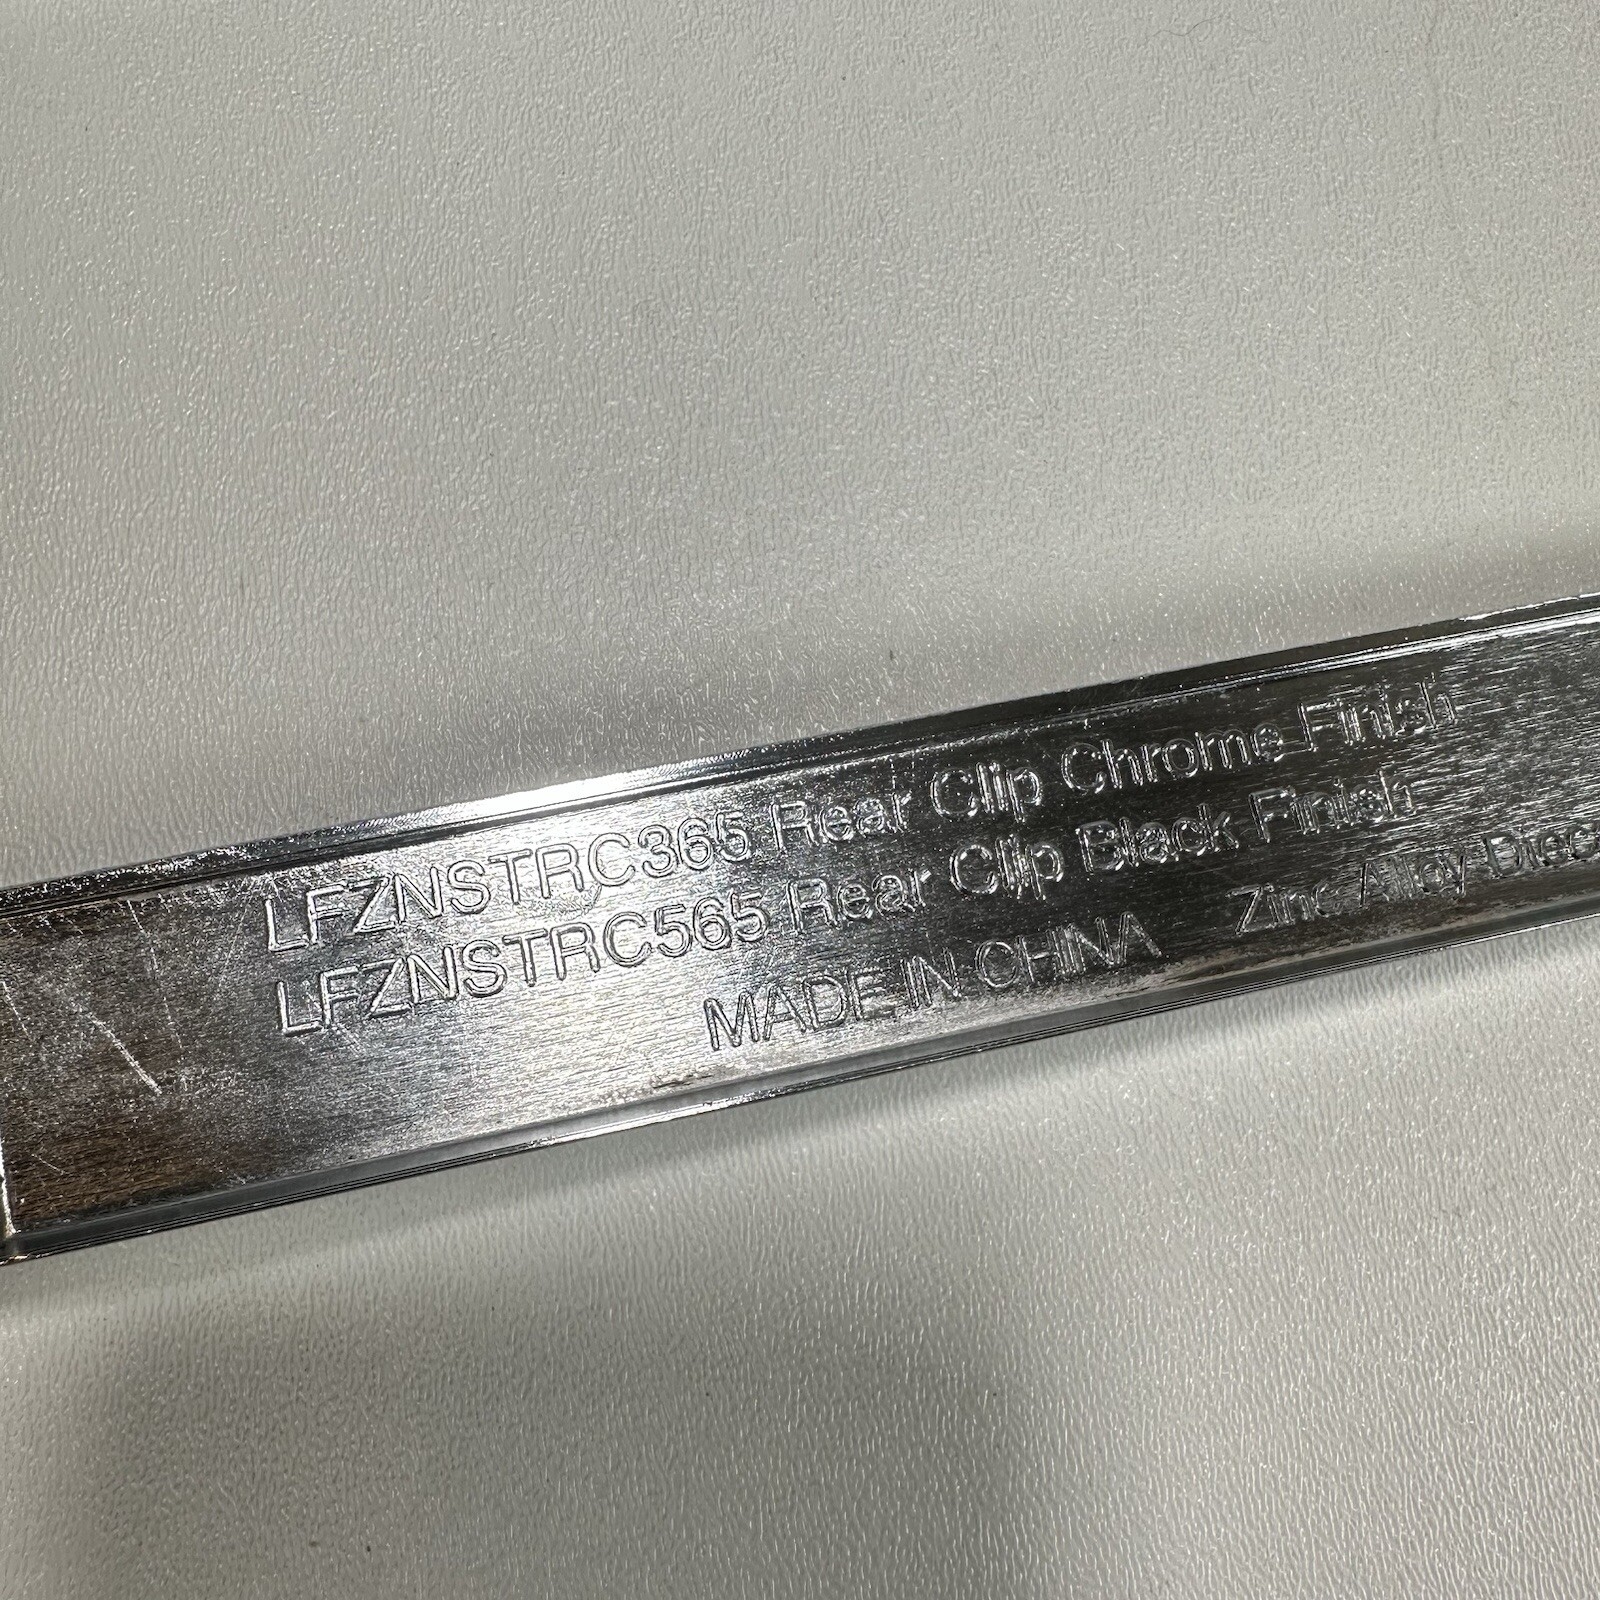 LFZNSTRC365 Rear Clip Chrome Finish
LFZNSTRC565 Rear Clip Black Finish
MADE IN CHINA Zinc Alloy